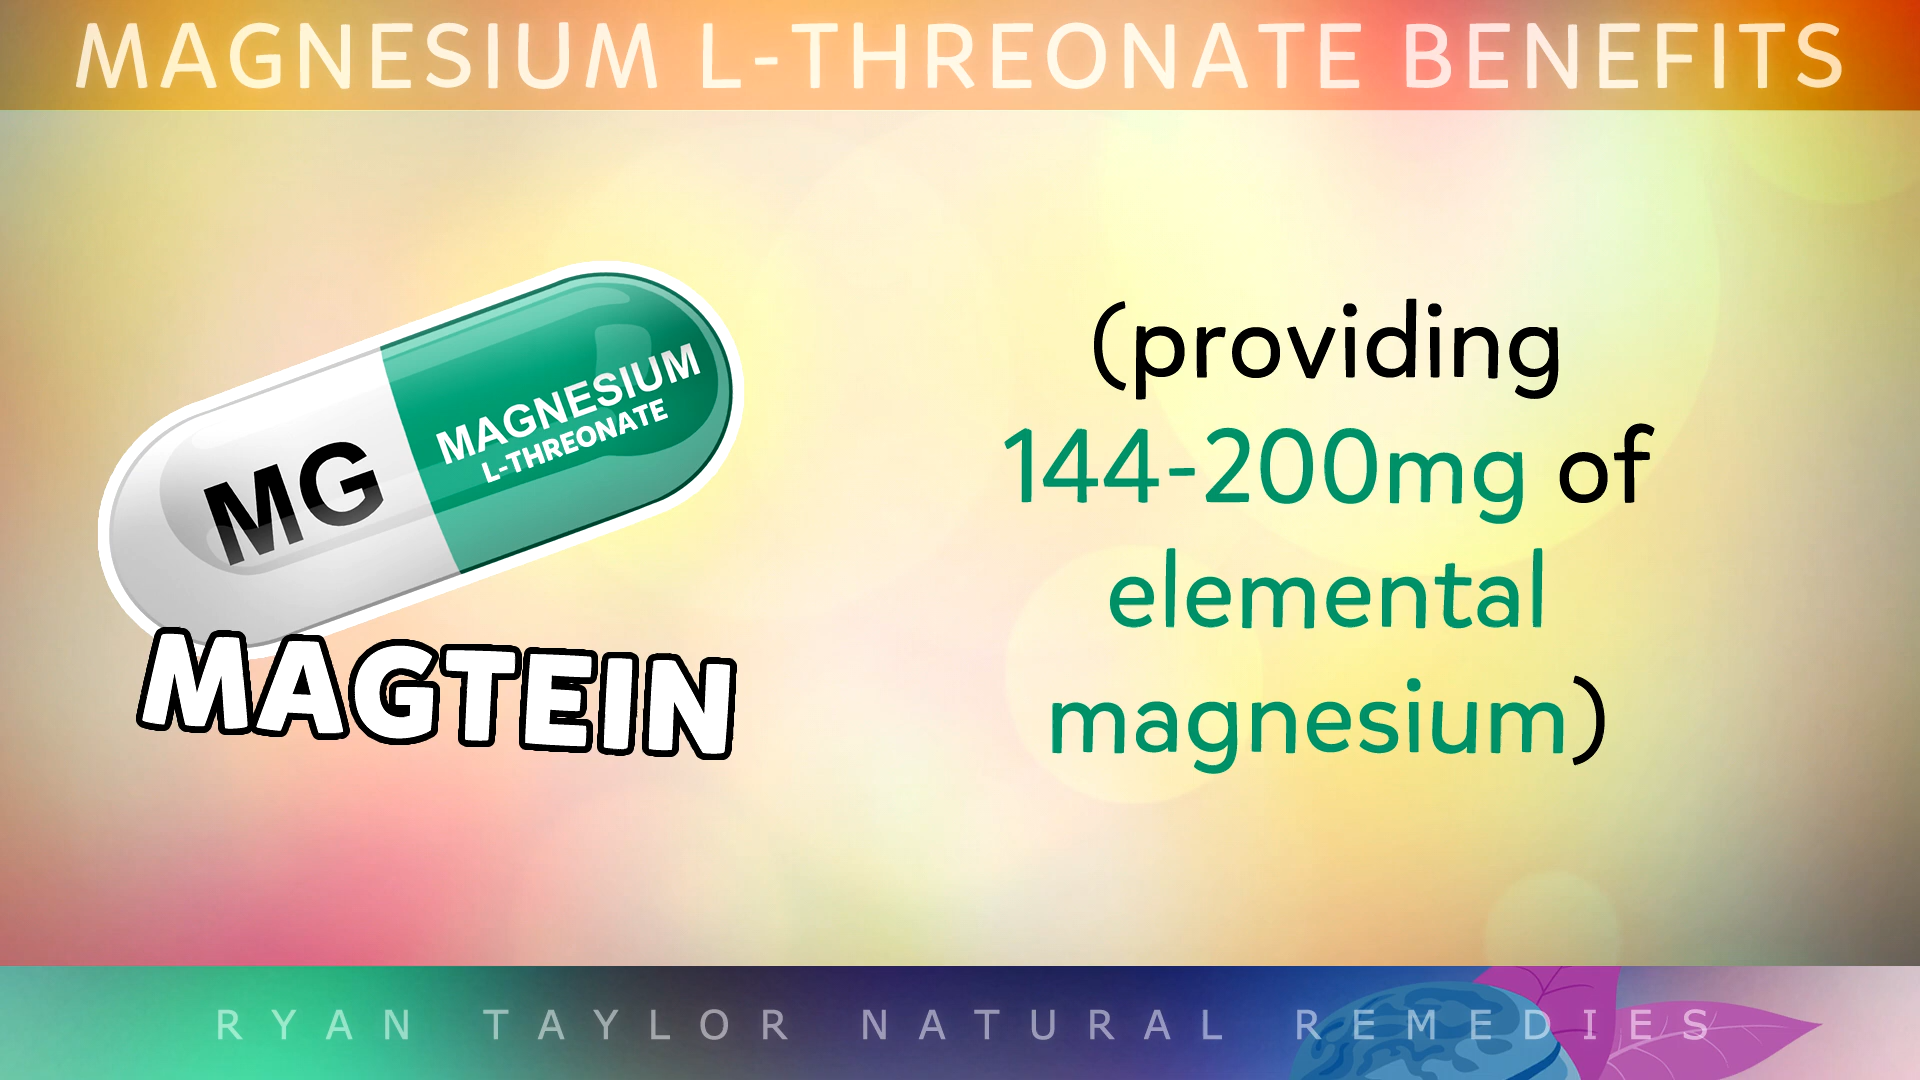 MAGNESIUM L-THREONATE BENEFITS
MG
MAGNESIUM
L-THREONATE
MAGTEIN
(providing
144-200mg of
elemental
magnesium)
RYAN TAYLOR NATURAL REMEDIES